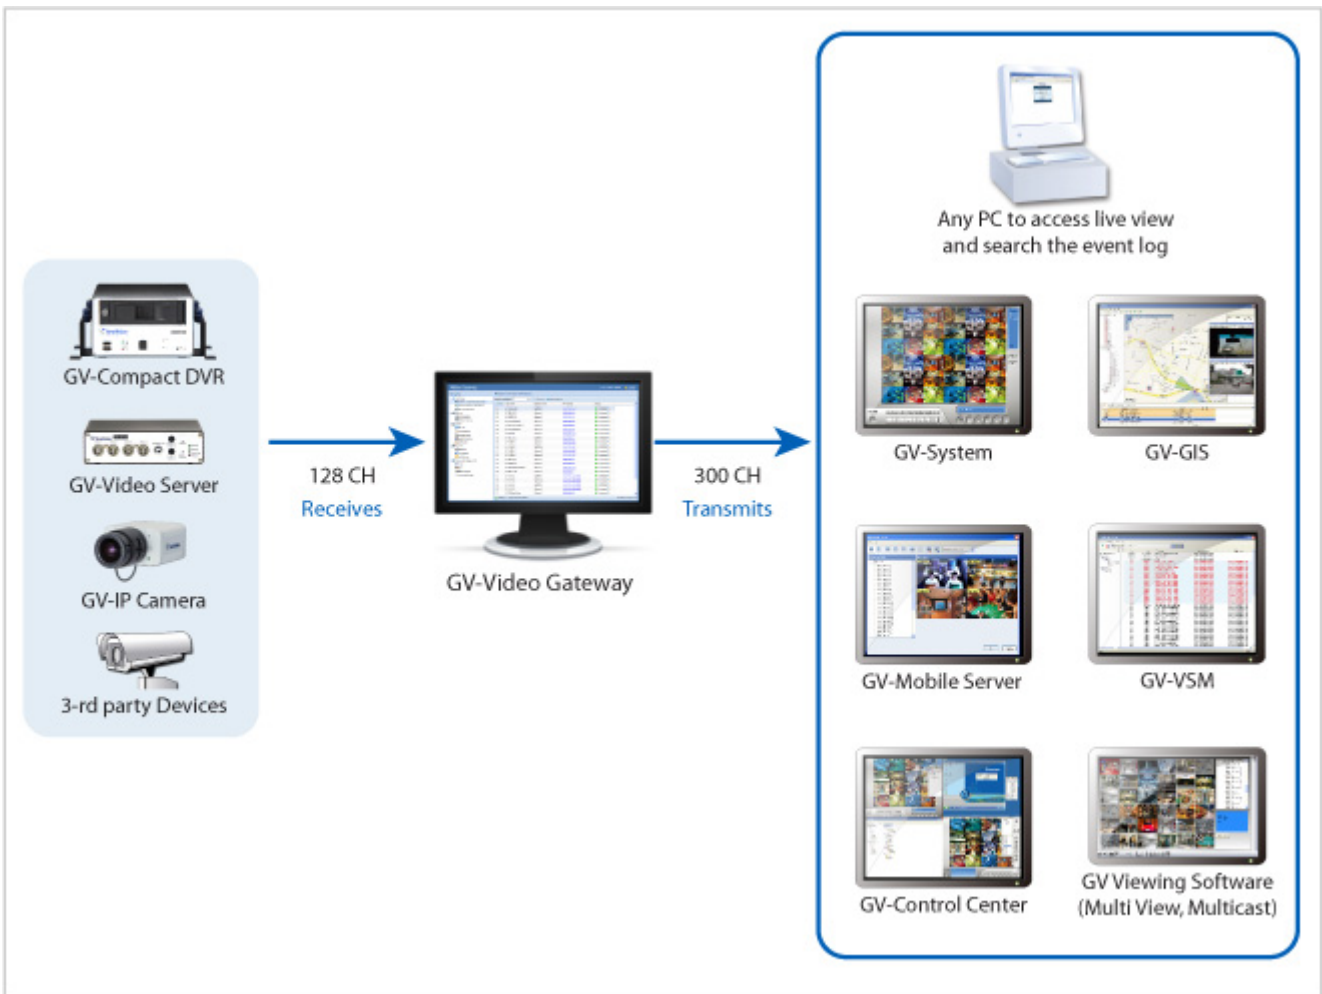 GV-Compact DVR
GV-Video Server
GV-IP Camera
3-rd party Devices
128 CH
Receives
GV-Video Gateway
300 CH
Transmits
Any PC to access live view
and search the event log
GV-System
GV-GIS
GV-Mobile Server
GV-VSM
GV-Control Center
GV Viewing Software
(Multi View, Multicast)